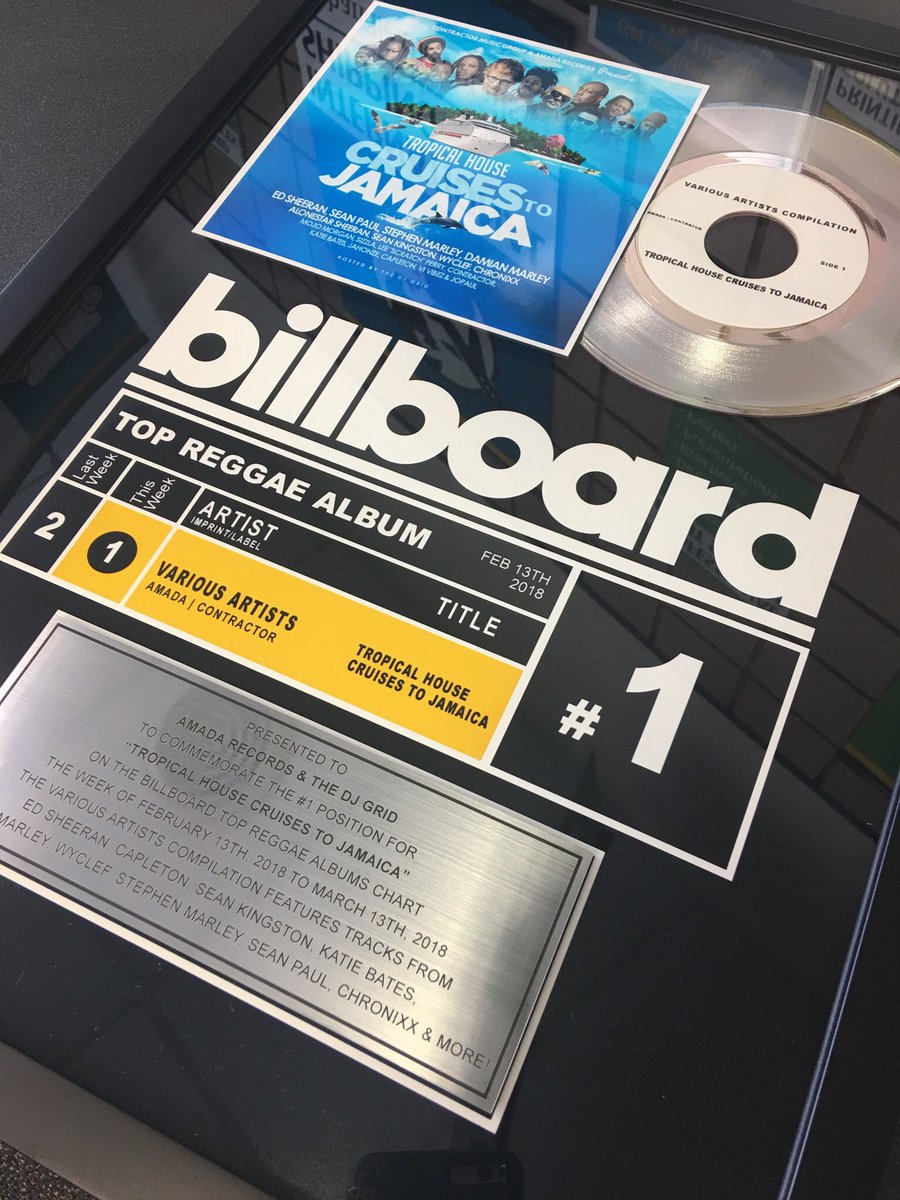 CONTRACTOR MUSIC GROUP & AMADA RECORDS Presents
TROPICAL HOUSE
CRUISES TO
JAMAICA
ED SHEERAN, SEAN PAUL, STEPHEN MARLEY, DAMIAN MARLEY
ALONESTAR SHEERAN, SEAN KINGSTON, WYCLEF, CHRONIXX
MOJO MORGAN, SIZZLA, LEE "SCRATCH" PERRY, CONTRACTOR,
KATIE BATES, JAHONZE, CAPLETON, VJ VIBEZ & JOPAUL
HOSTED BY THE DJ GRID
VARIOUS ARTISTS COMPILATION
AMADA | CONTRACTOR
SIDE 1
TROPICAL HOUSE CRUISES TO JAMAICA
billboard
TOP REGGAE ALBUM
FEB 13TH
2018
Last
Week
This
Week
ARTIST
IMPRINT/LABEL
TITLE
2
1
VARIOUS ARTISTS
AMADA | CONTRACTOR
TROPICAL HOUSE
CRUISES TO JAMAICA
#1
PRESENTED TO
AMADA RECORDS & THE DJ GRID
TO COMMEMORATE THE #1 POSITION FOR
"TROPICAL HOUSE CRUISES TO JAMAICA"
ON THE BILLBOARD TOP REGGAE ALBUMS CHART
THE WEEK OF FEBRUARY 13TH, 2018 TO MARCH 13TH, 2018
THE VARIOUS ARTISTS COMPILATION FEATURES TRACKS FROM
ED SHEERAN, CAPLETON, SEAN KINGSTON, KATIE BATES,
MARLEY, WYCLEF, STEPHEN MARLEY, SEAN PAUL, CHRONIXX & MORE!